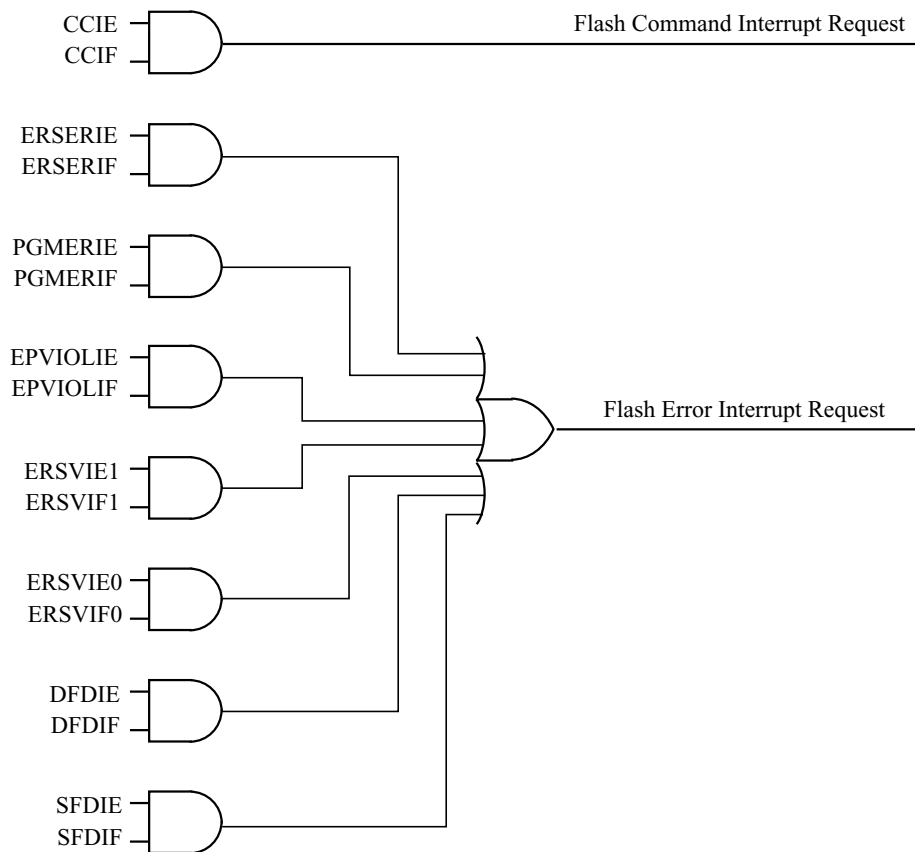 CCIE
CCIF
Flash Command Interrupt Request
ERSERIE
ERSERIF
PGMERIE
PGMERIF
EPVIOLIE
EPVIOLIF
Flash Error Interrupt Request
ERSVIE1
ERSVIF1
ERSVIE0
ERSVIF0
DFDIE
DFDIF
SFDIE
SFDIF